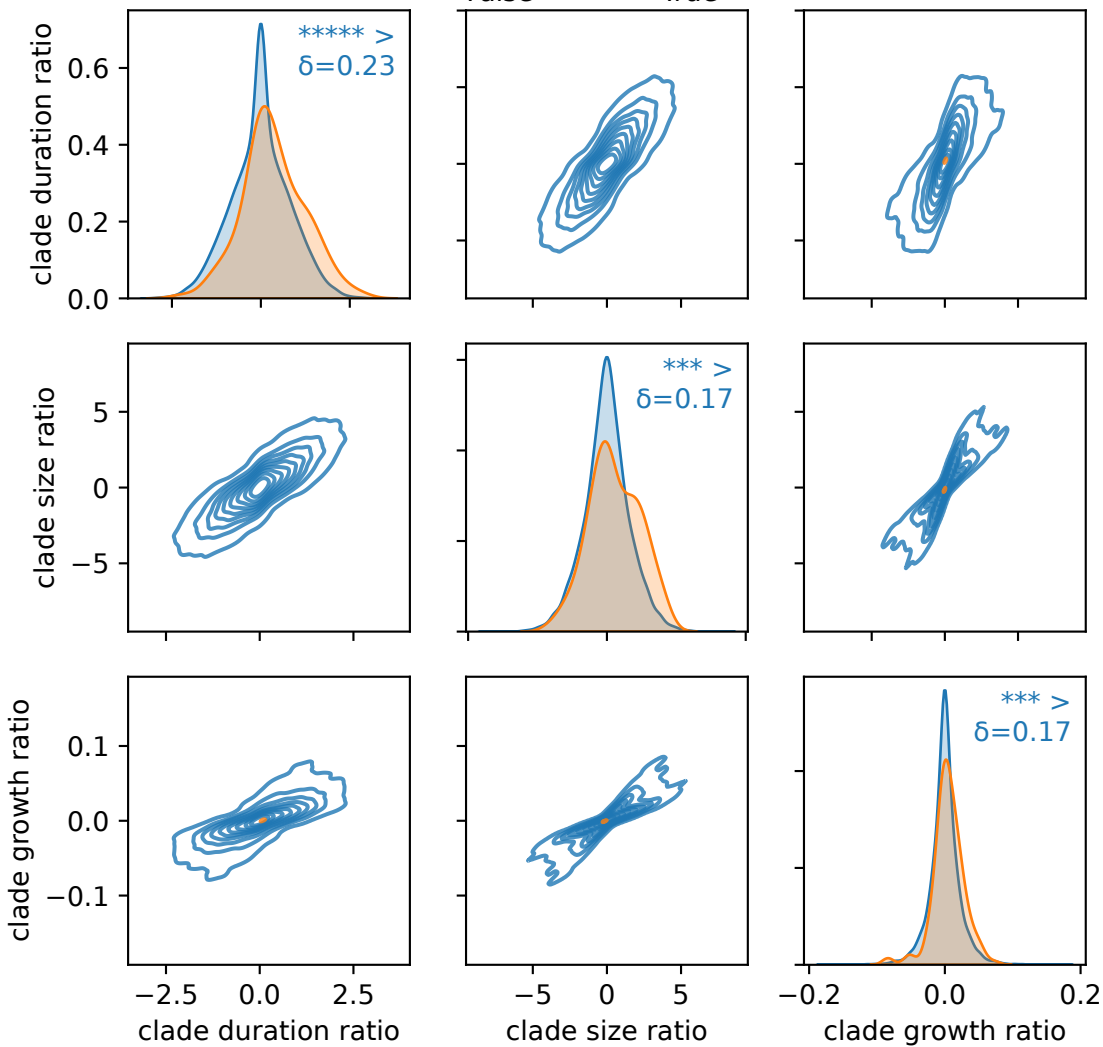 clade duration ratio
0.6
0.4
0.2
0.0
***** >
δ=0.23
clade size ratio
5
0
−5
*** >
δ=0.17
clade growth ratio
0.1
0.0
−0.1
*** >
δ=0.17
−2.5 0.0 2.5
−5 0 5
−0.2 0.0 0.2
clade duration ratio
clade size ratio
clade growth ratio